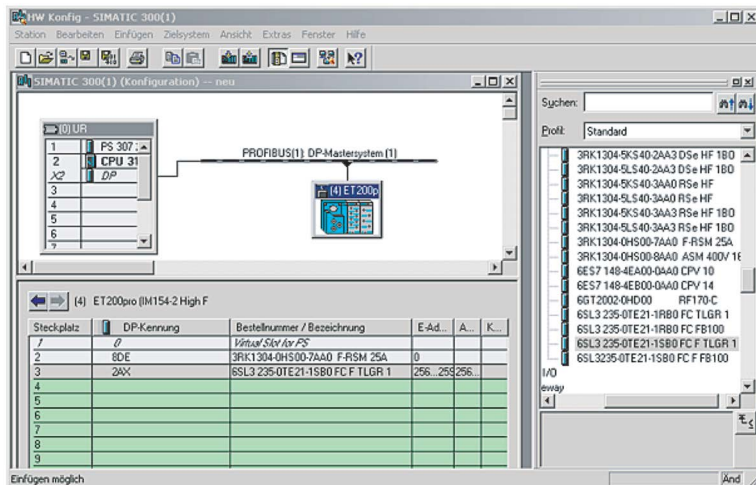 HW Konfig - SIMATIC 300(1)
Station Bearbeiten Einfügen Zielsystem Ansicht Extras Fenster Hilfe
SIMATIC 300(1) (Konfiguration) -- neu
(0) UR
1 PS 307
2 CPU 31
X2 DP
3
4
5
6
7
PROFIBUS(1): DP-Mastersystem (1)
(4) ET200p
(4) ET200pro (IM154-2 High F
Steckplatz DP-Kennung Bestellnummer / Bezeichnung E-Ad... A... K...
1 0 Virtual Slot for PS
2 8DE 3RK1304-0HS00-7AA0 F-RSM 25A 0
3 2AX 6SL3 235-0TE21-1SB0 FC F TLGR 1 256...259 256...
4
5
6
7
8
9
Suchen:
Profil: Standard
3RK1304-5KS40-2AA3 DSe HF 1B0
3RK1304-5LS40-2AA3 DSe HF 1B0
3RK1304-5KS40-3AA0 RSe HF
3RK1304-5LS40-3AA0 RSe HF
3RK1304-5KS40-3AA3 RSe HF 1B0
3RK1304-5LS40-3AA3 RSe HF 1B0
3RK1304-0HS00-7AA0 F-RSM 25A
3RK1304-0HS00-8AA0 ASM 400V 16
6ES7 148-4EA00-0AA0 CPV 10
6ES7 148-4EB00-0AA0 CPV 14
6GT2002-0HD00 RF170-C
6SL3 235-0TE21-1RB0 FC TLGR 1
6SL3 235-0TE21-1RB0 FC FB100
6SL3 235-0TE21-1SB0 FC F TLGR 1
6SL3235-0TE21-1SB0 FC F FB100
I/O
eway
Einfügen möglich
Änd